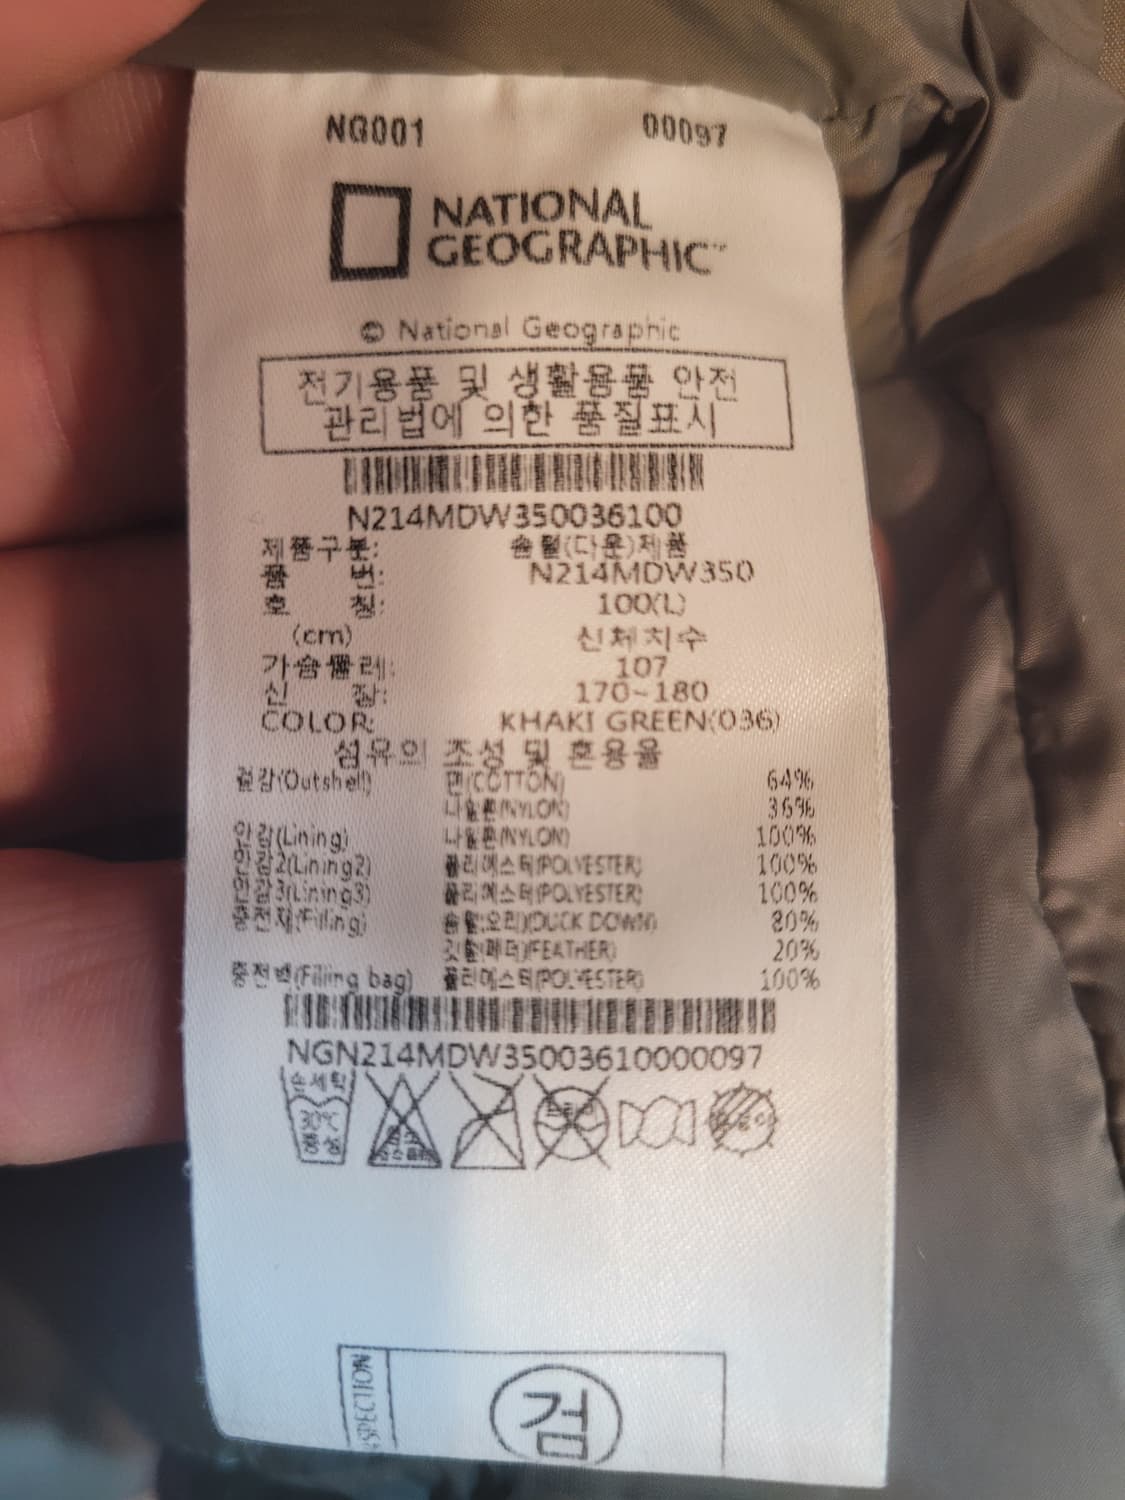 NG001 00097
NATIONAL
GEOGRAPHIC™
© National Geographic
전기용품 및 생활용품 안전
관리법에 의한 품질표시
N214MDW350036100
제품구분: 솜털(다운)제품
품 번: N214MDW350
호 칭: 100(L)
(cm) 신체치수
가슴둘레: 107
신 장: 170~180
COLOR: KHAKI GREEN(036)
섬유의 조성 및 혼용율
겉감(Outshell) 면(COTTON) 64%
나일론(NYLON) 36%
안감(Lining) 나일론(NYLON) 100%
안감2(Lining2) 폴리에스터(POLYESTER) 100%
안감3(Lining3) 폴리에스터(POLYESTER) 100%
충전재(Filling) 솜털(오리)(DUCK DOWN) 80%
깃털(페더)(FEATHER) 20%
충전백(Filling bag) 폴리에스터(POLYESTER) 100%
NGN214MDW35003610000097
손세탁
30℃
중성
드라이
검